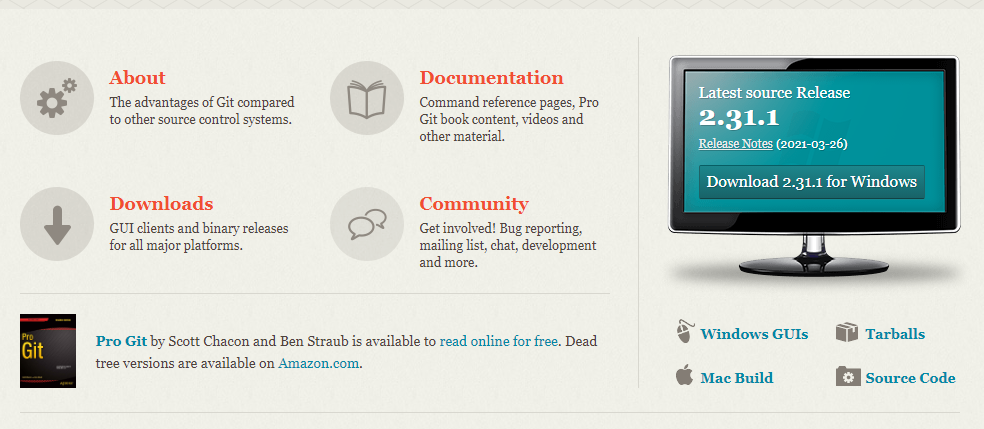 About
The advantages of Git compared
to other source control systems.
Documentation
Command reference pages, Pro
Git book content, videos and
other material.
Downloads
GUI clients and binary releases
for all major platforms.
Community
Get involved! Bug reporting,
mailing list, chat, development
and more.
Pro
Git
Pro Git by Scott Chacon and Ben Straub is available to read online for free. Dead
tree versions are available on Amazon.com.
Latest source Release
2.31.1
Release Notes (2021-03-26)
Download 2.31.1 for Windows
Windows GUIs
Tarballs
Mac Build
Source Code